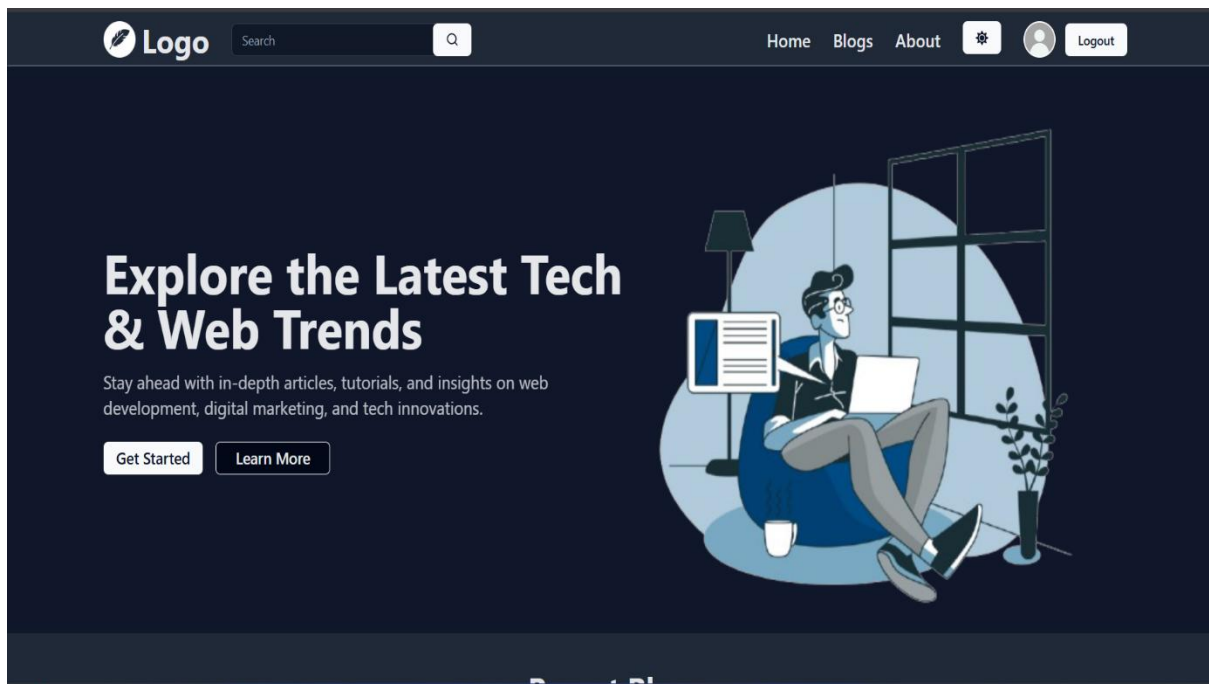 Logo
Search
Home Blogs About
Logout
Explore the Latest Tech
& Web Trends
Stay ahead with in-depth articles, tutorials, and insights on web
development, digital marketing, and tech innovations.
Get Started Learn More